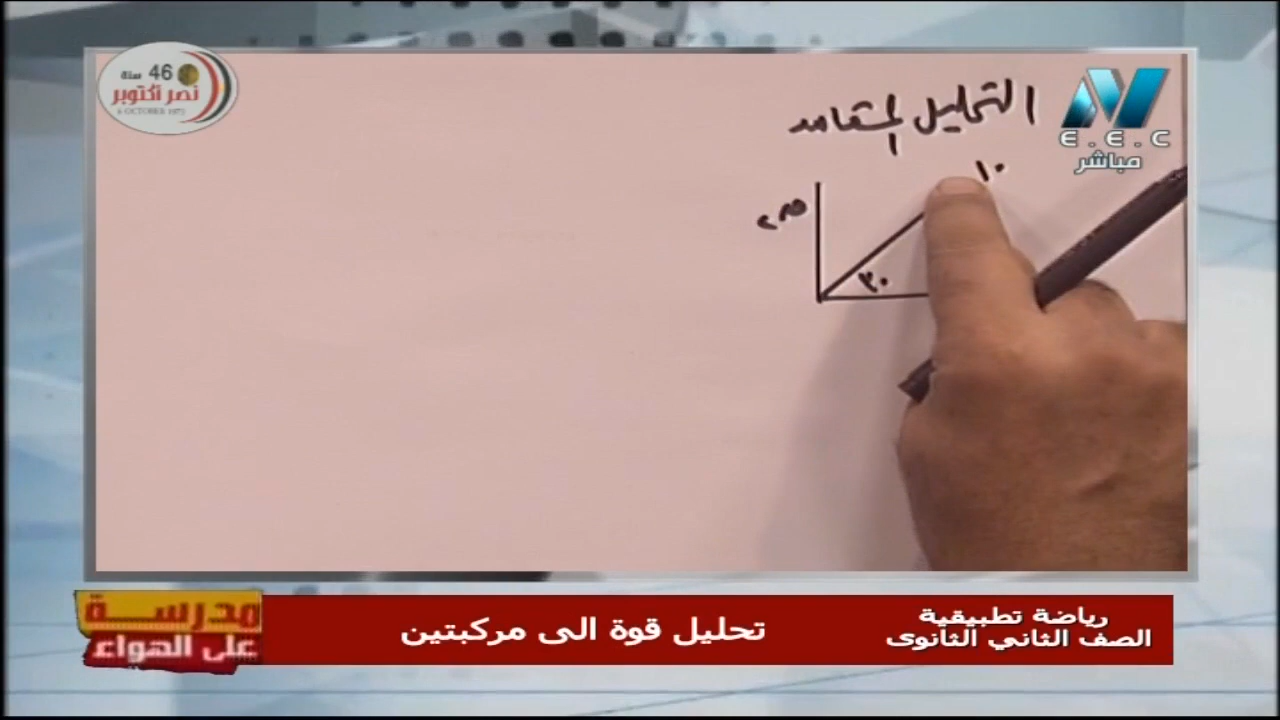 46 سنة
نصر أكتوبر
6 OCTOBER 1973
E.E.C
مباشر
التحليل المتعامد
١٠
٣٠
مدرسة
على الهواء
تحليل قوة الى مركبتين
رياضة تطبيقية
الصف الثاني الثانوى